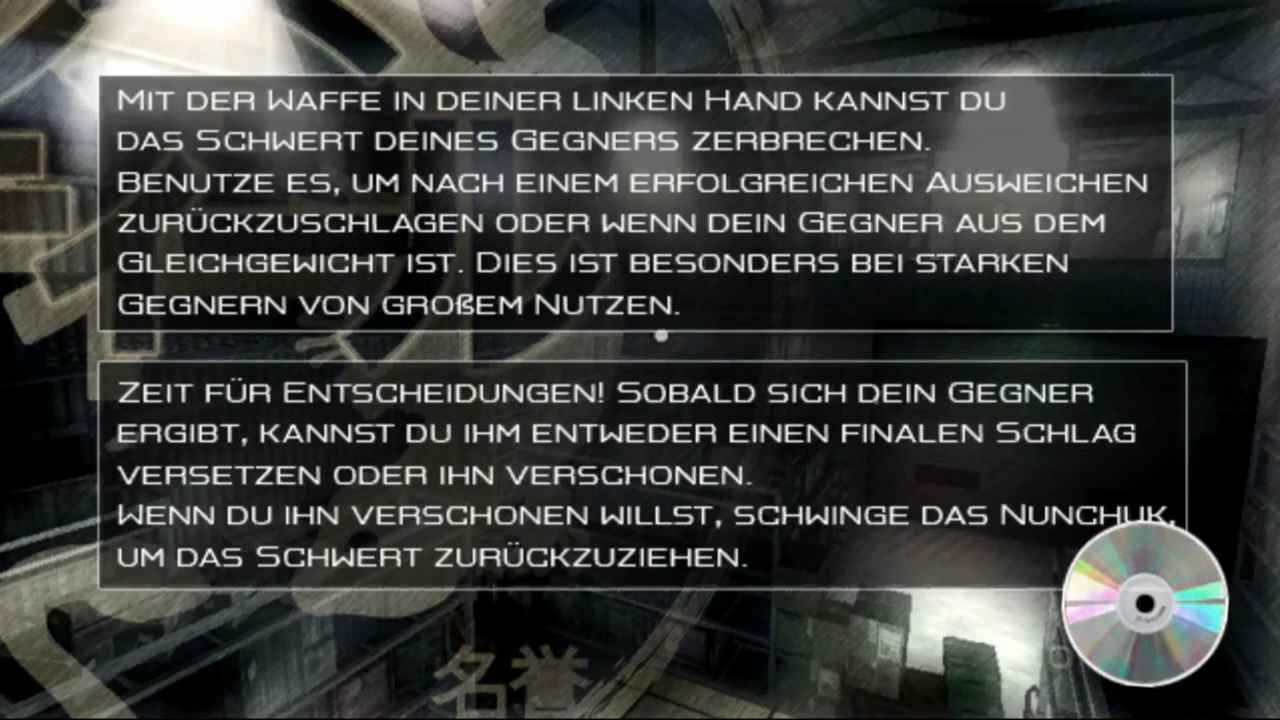 Mit der Waffe in deiner linken Hand kannst du
das Schwert deines Gegners zerbrechen.
Benutze es, um nach einem erfolgreichen Ausweichen
zurückzuschlagen oder wenn dein Gegner aus dem
Gleichgewicht ist. Dies ist besonders bei starken
Gegnern von großem Nutzen.
Zeit für Entscheidungen! Sobald sich dein Gegner
ergibt, kannst du ihm entweder einen finalen Schlag
versetzen oder ihn verschonen.
Wenn du ihn verschonen willst, schwinge das Nunchuk,
um das Schwert zurückzuziehen.
名誉